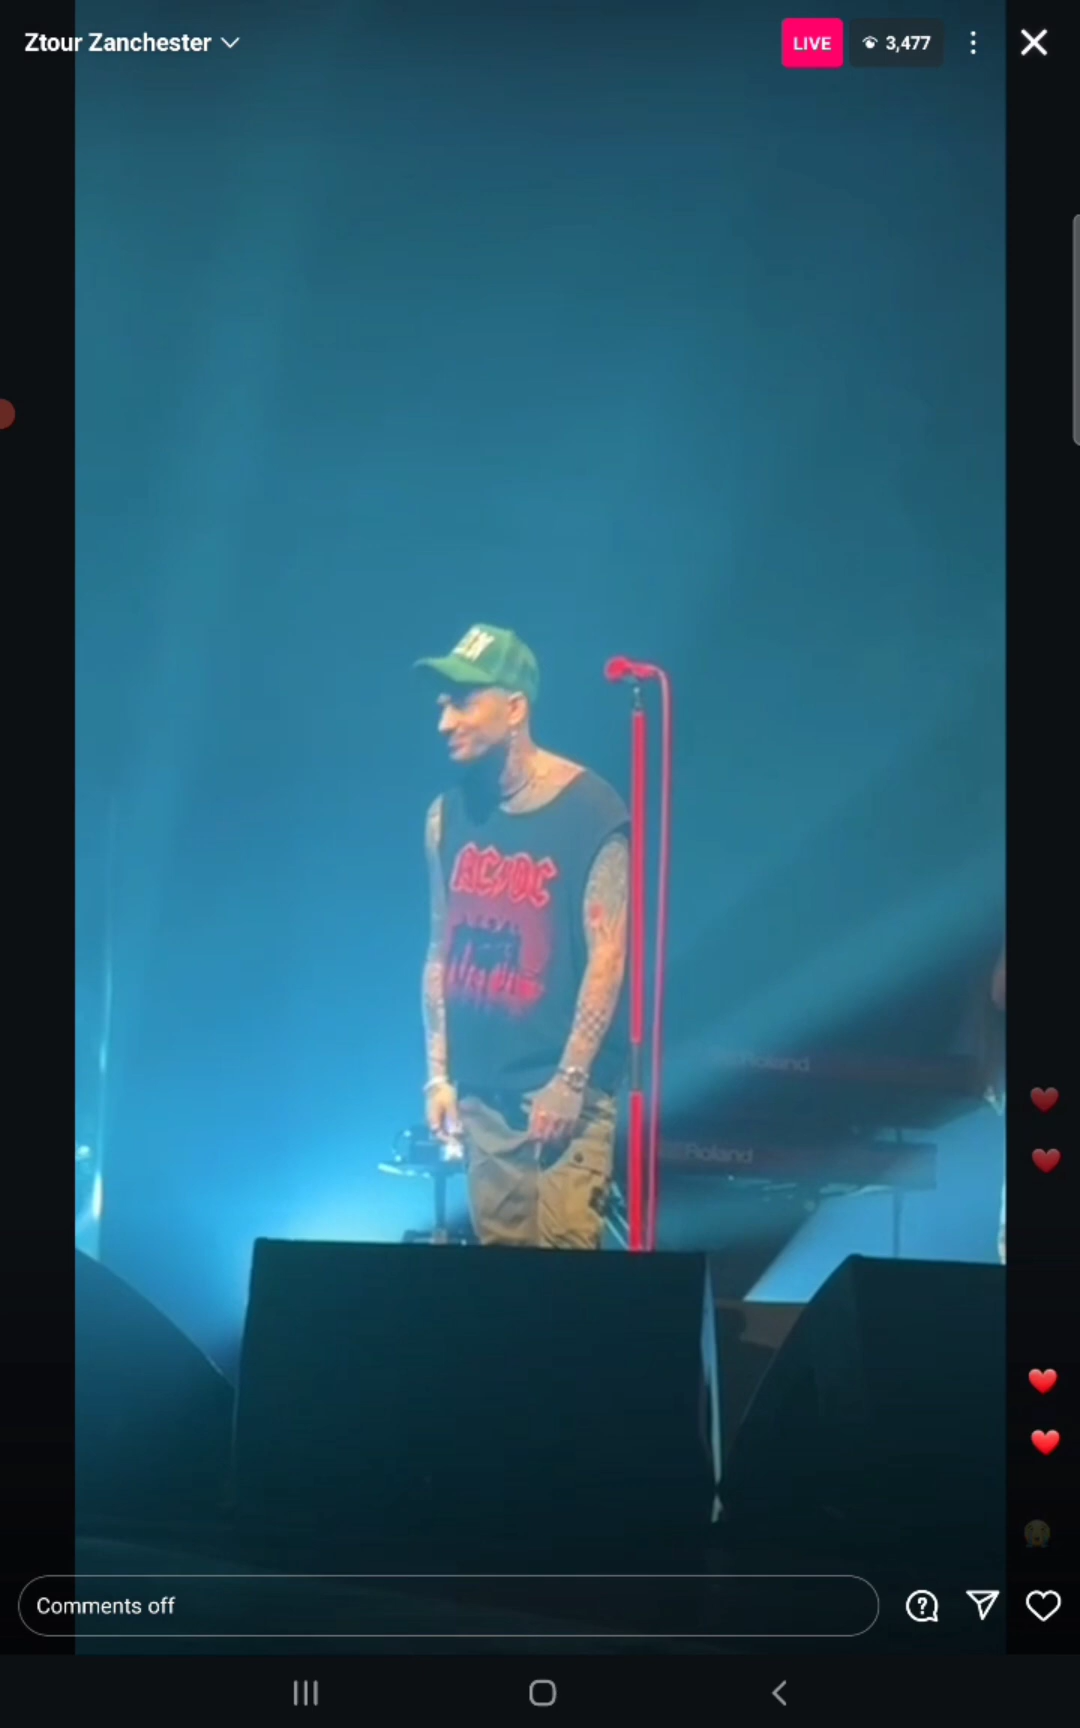 Ztour Zanchester
LIVE
3,477
AC/DC
Roland
Roland
Comments off